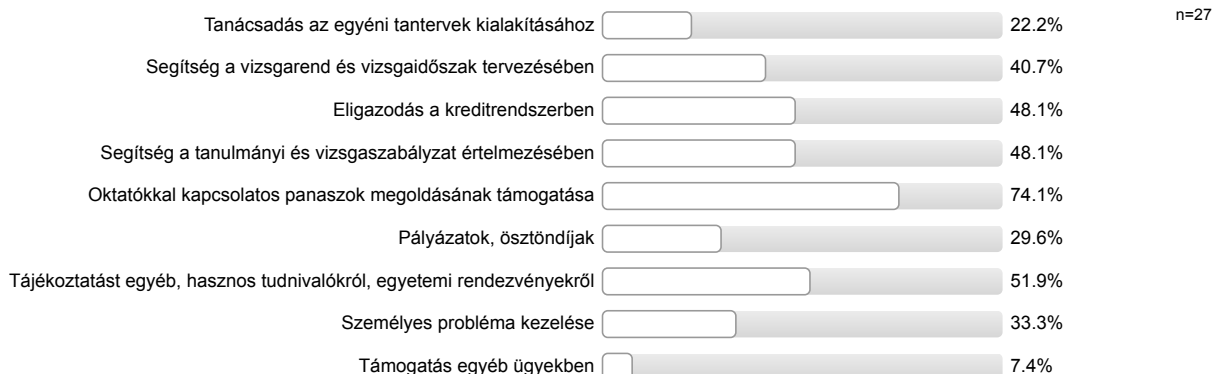 n=27
Tanácsadás az egyéni tantervek kialakításához 22.2%
Segítség a vizsgarend és vizsgaidőszak tervezésében 40.7%
Eligazodás a kreditrendszerben 48.1%
Segítség a tanulmányi és vizsgaszabályzat értelmezésében 48.1%
Oktatókkal kapcsolatos panaszok megoldásának támogatása 74.1%
Pályázatok, ösztöndíjak 29.6%
Tájékoztatást egyéb, hasznos tudnivalókról, egyetemi rendezvényekről 51.9%
Személyes probléma kezelése 33.3%
Támogatás egyéb ügyekben 7.4%